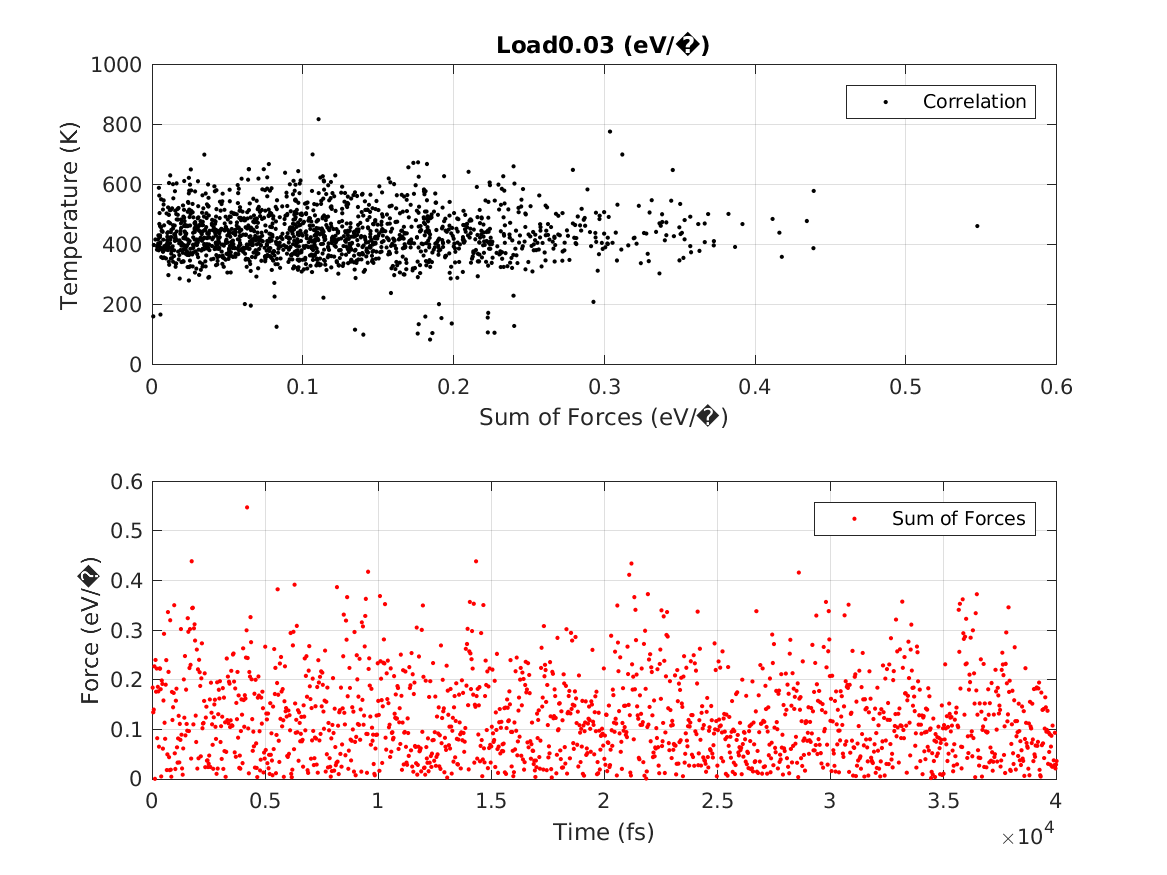 Load0.03 (eV/�)
1000
800
600
400
200
0
Temperature (K)
Correlation
0 0.1 0.2 0.3 0.4 0.5 0.6
Sum of Forces (eV/�)
0.6
0.5
0.4
0.3
0.2
0.1
0
Force (eV/�)
Sum of Forces
0 0.5 1 1.5 2 2.5 3 3.5 4
Time (fs)
×10^4